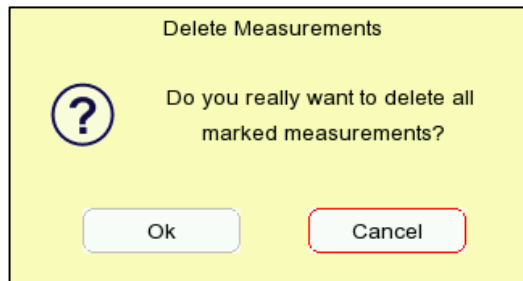 Delete Measurements
?
Do you really want to delete all
marked measurements?
Ok
Cancel